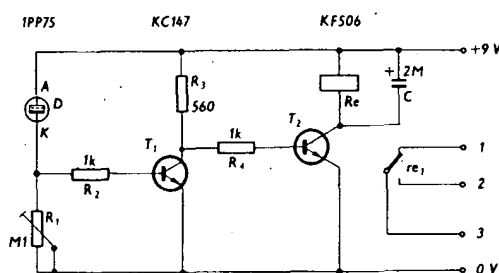 1PP75 KC147 KF506
+9 V
A
D
K
R3
560
+ 2M
C
Re
T1
1k
R2
1k
R4
T2
1
re1
2
R1
M1
3
0 V